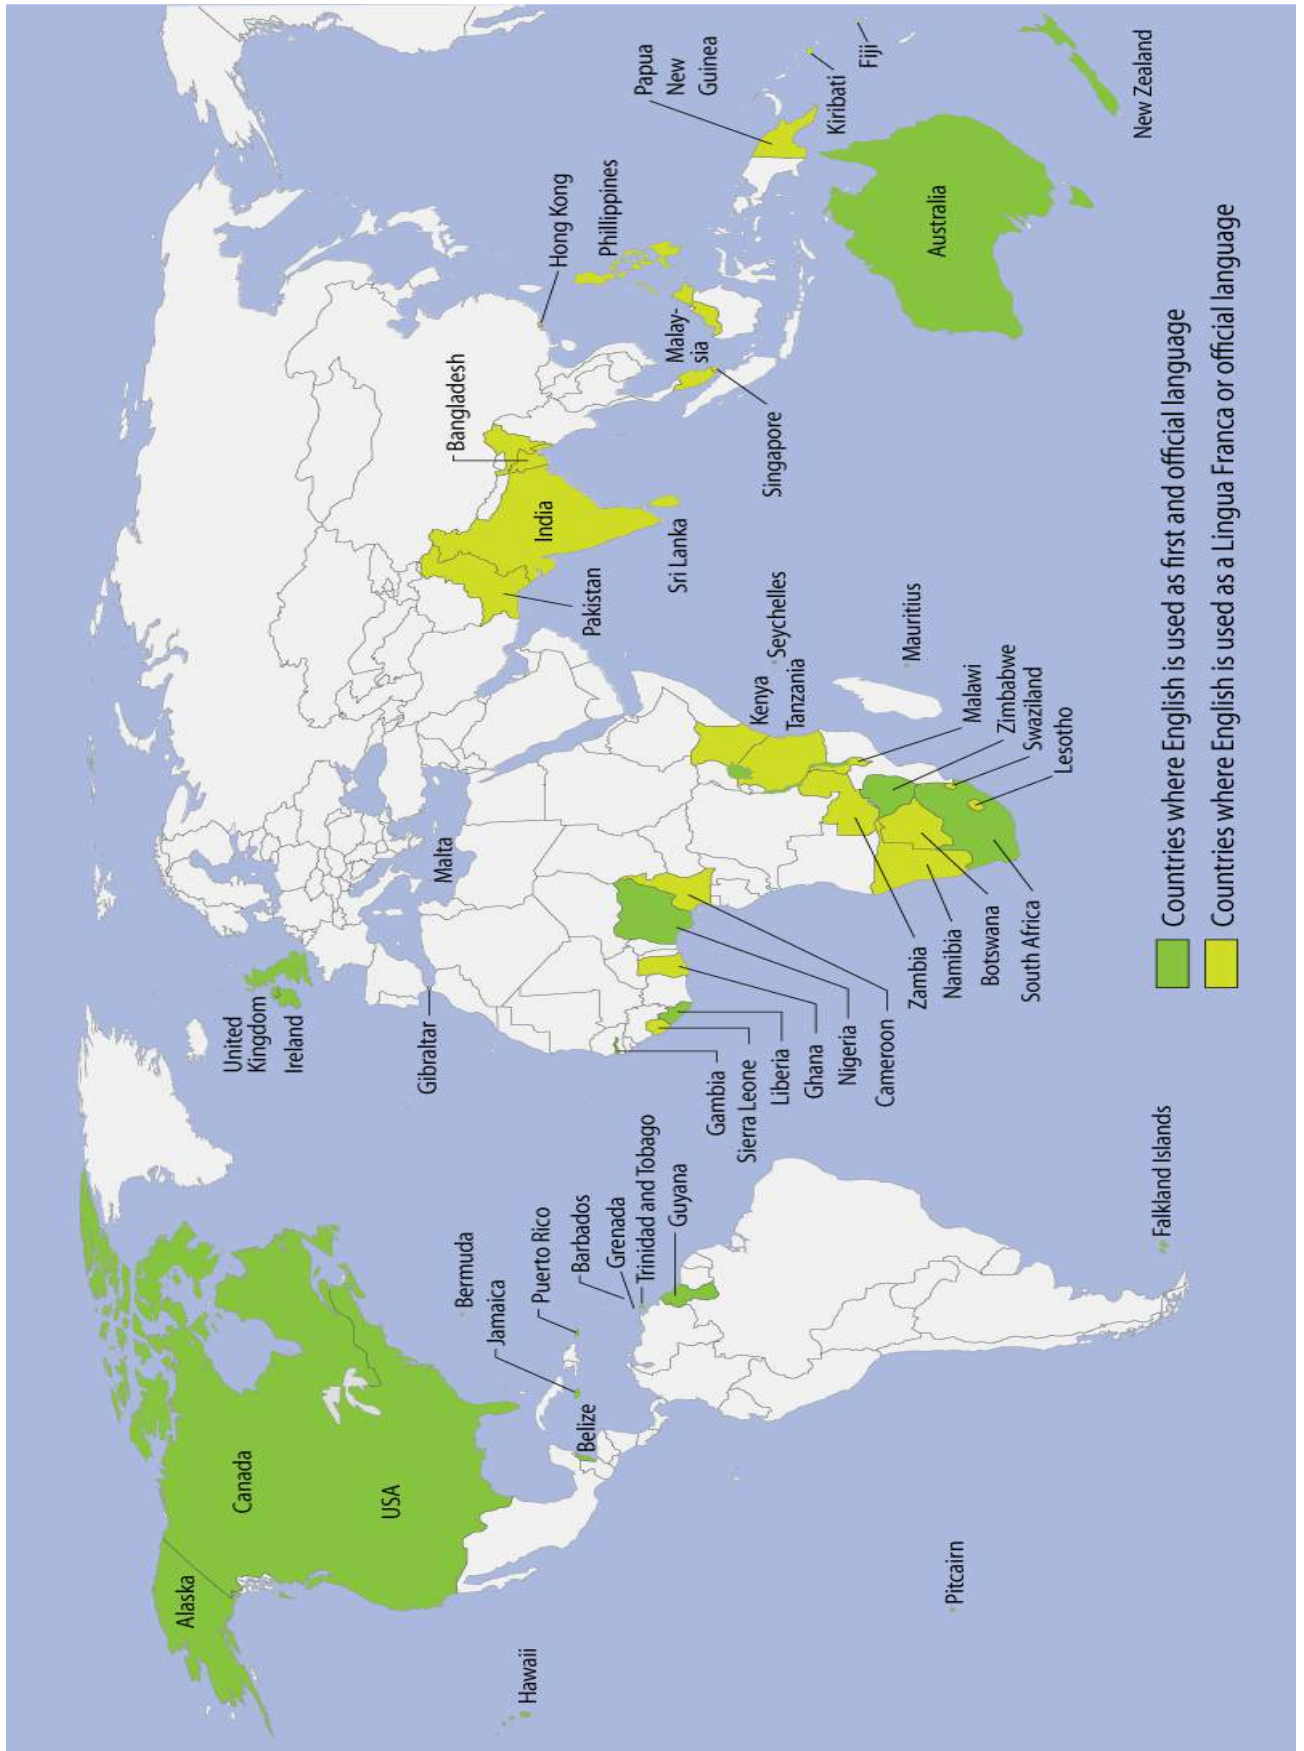 Alaska
Canada
USA
Hawaii
Bermuda
Jamaica
Puerto Rico
Belize
Barbados
Grenada
Trinidad and Tobago
Guyana
Pitcairn
Falkland Islands
United
Kingdom
Ireland
Gibraltar
Malta
Gambia
Sierra Leone
Liberia
Ghana
Nigeria
Cameroon
Zambia
Namibia
Botswana
South Africa
Kenya
Tanzania
Seychelles
Mauritius
Malawi
Zimbabwe
Swaziland
Lesotho
Pakistan
India
Bangladesh
Sri Lanka
Hong Kong
Phillippines
Malay-
sia
Singapore
Papua
New
Guinea
Kiribati
Fiji
Australia
New Zealand
Countries where English is used as first and official language
Countries where English is used as a Lingua Franca or official language